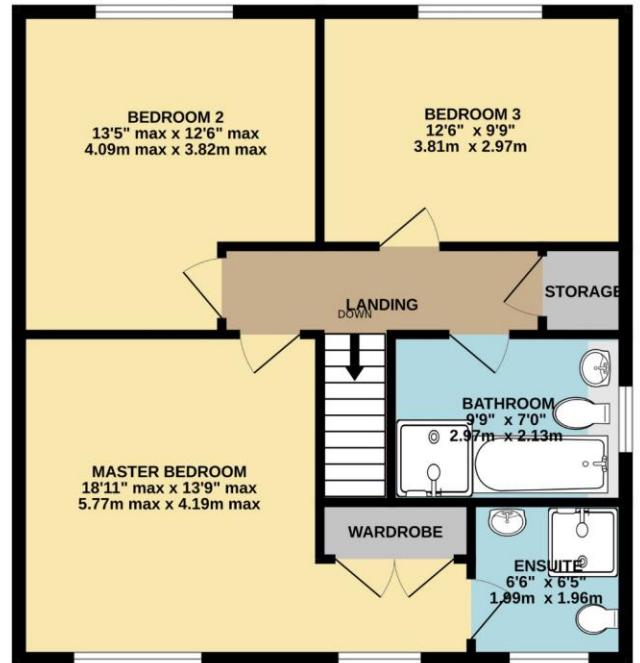 BEDROOM 2
13'5" max x 12'6" max
4.09m max x 3.82m max
BEDROOM 3
12'6" x 9'9"
3.81m x 2.97m
LANDING
DOWN
STORAGE
BATHROOM
9'9" x 7'0"
2.97m x 2.13m
MASTER BEDROOM
18'11" max x 13'9" max
5.77m max x 4.19m max
WARDROBE
ENSUITE
6'6" x 6'5"
1.99m x 1.96m